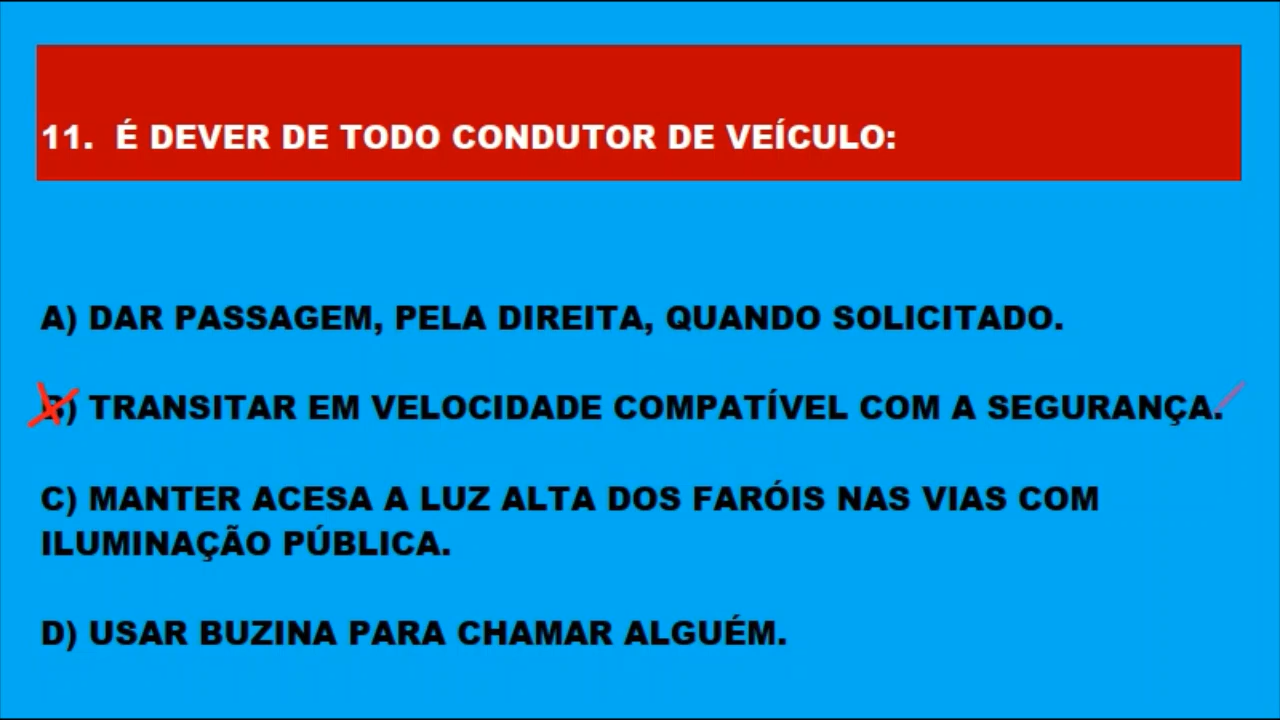 11. É DEVER DE TODO CONDUTOR DE VEÍCULO:
A) DAR PASSAGEM, PELA DIREITA, QUANDO SOLICITADO.
B) TRANSITAR EM VELOCIDADE COMPATÍVEL COM A SEGURANÇA.
C) MANTER ACESA A LUZ ALTA DOS FARÓIS NAS VIAS COM
ILUMINAÇÃO PÚBLICA.
D) USAR BUZINA PARA CHAMAR ALGUÉM.